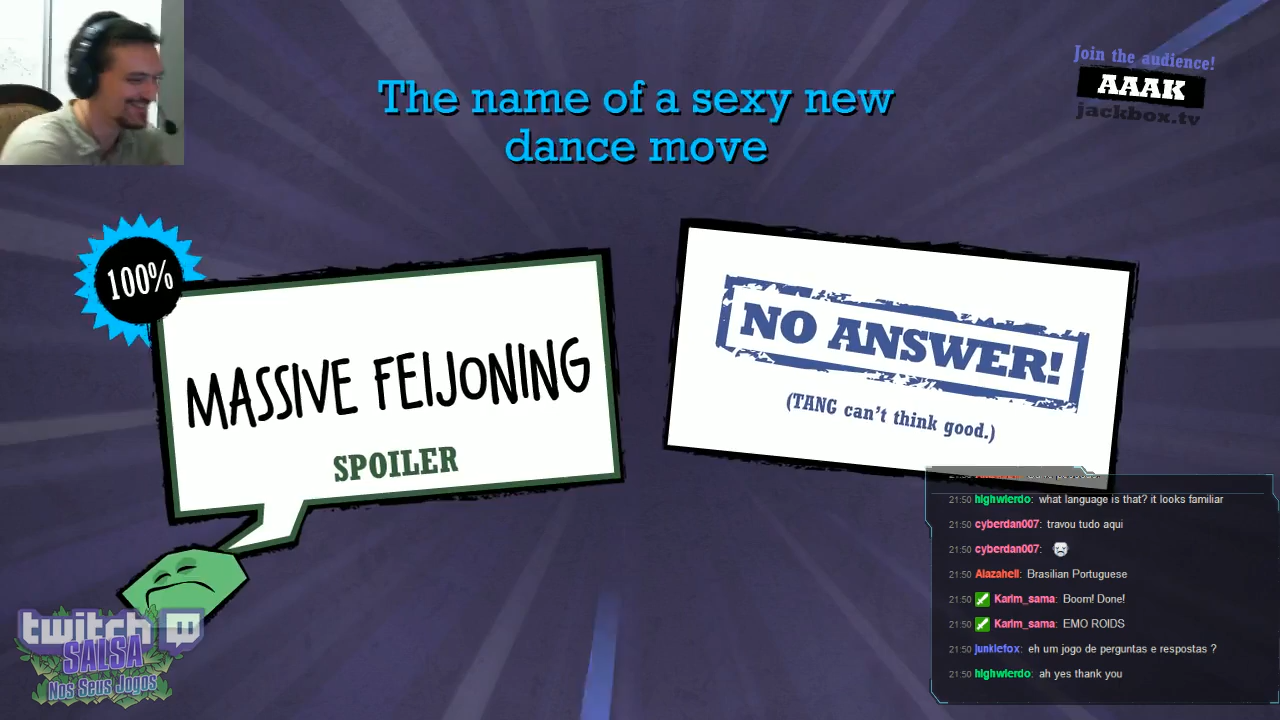 The name of a sexy new
dance move
Join the audience!
AAAK
jackbox.tv
100%
MASSIVE FEIJONING
SPOILER
NO ANSWER!
(TANG can't think good.)
21:50 highwierdo: what language is that? it looks familiar
21:50 cyberdan007: travou tudo aqui
21:50 cyberdan007:
21:50 Alazahell: Brasilian Portuguese
21:50 Karim_sama: Boom! Done!
21:50 Karim_sama: EMO ROIDS
21:50 junkiefox: eh um jogo de perguntas e respostas ?
21:50 highwierdo: ah yes thank you
twitch
SALSA
Nos Seus Jogos